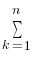 n
∑
k = 1